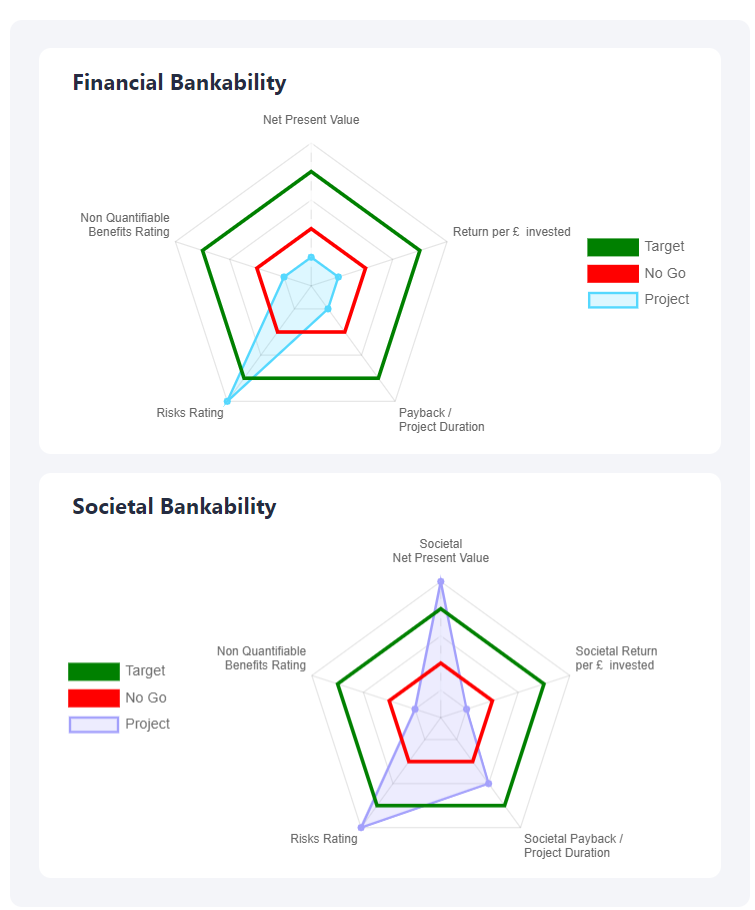 Financial Bankability
Net Present Value
Non Quantifiable
Benefits Rating
Return per £  invested
Target
No Go
Project
Risks Rating
Payback /
Project Duration
Societal Bankability
Societal
Net Present Value
Non Quantifiable
Benefits Rating
Societal Return
per £  invested
Target
No Go
Project
Risks Rating
Societal Payback /
Project Duration